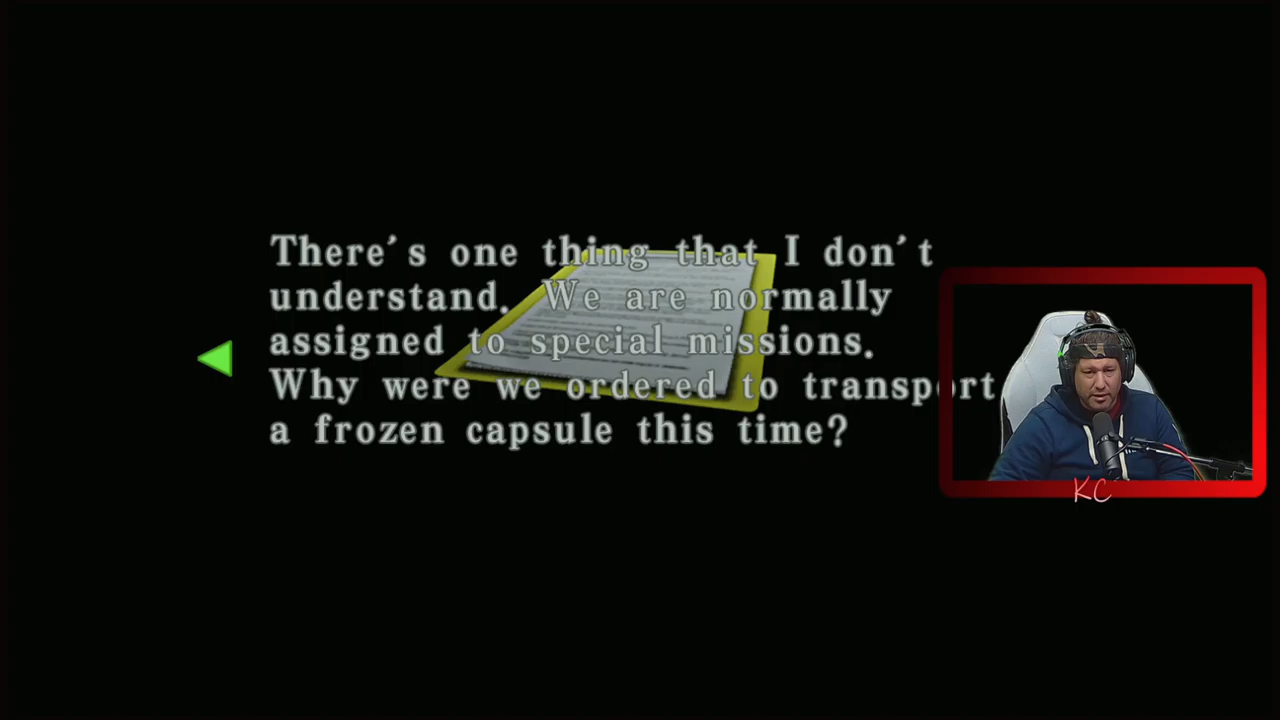 There's one thing that I don't
understand. We are normally
assigned to special missions.
Why were we ordered to transport
a frozen capsule this time?
KC